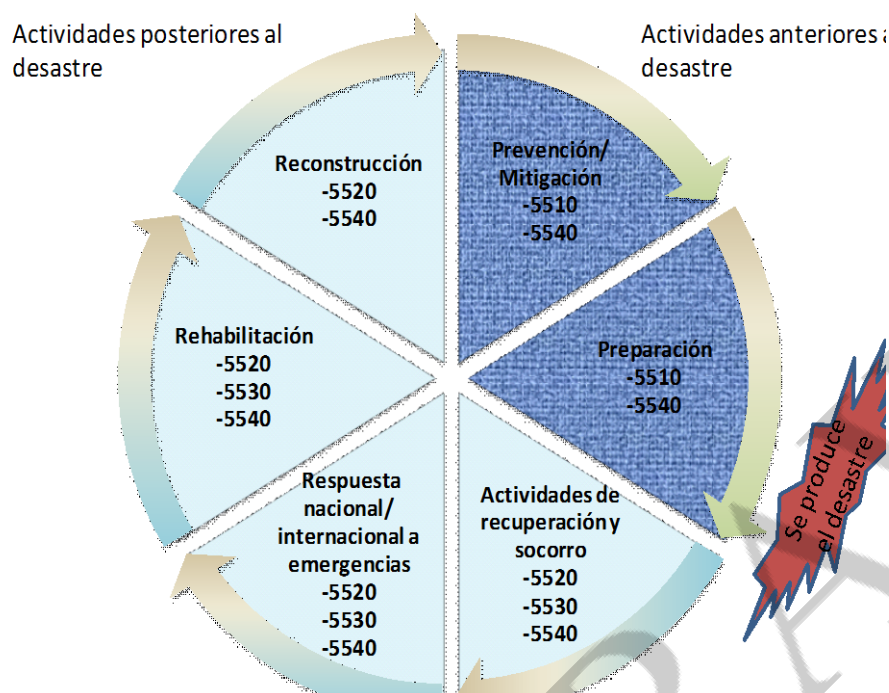 Actividades posteriores al
desastre
Actividades anteriores a
desastre
Reconstrucción
-5520
-5540
Prevención/
Mitigación
-5510
-5540
Rehabilitación
-5520
-5530
-5540
Preparación
-5510
-5540
Se produce
el desastre
Respuesta
nacional/
internacional a
emergencias
-5520
-5530
-5540
Actividades de
recuperación y
socorro
-5520
-5530
-5540